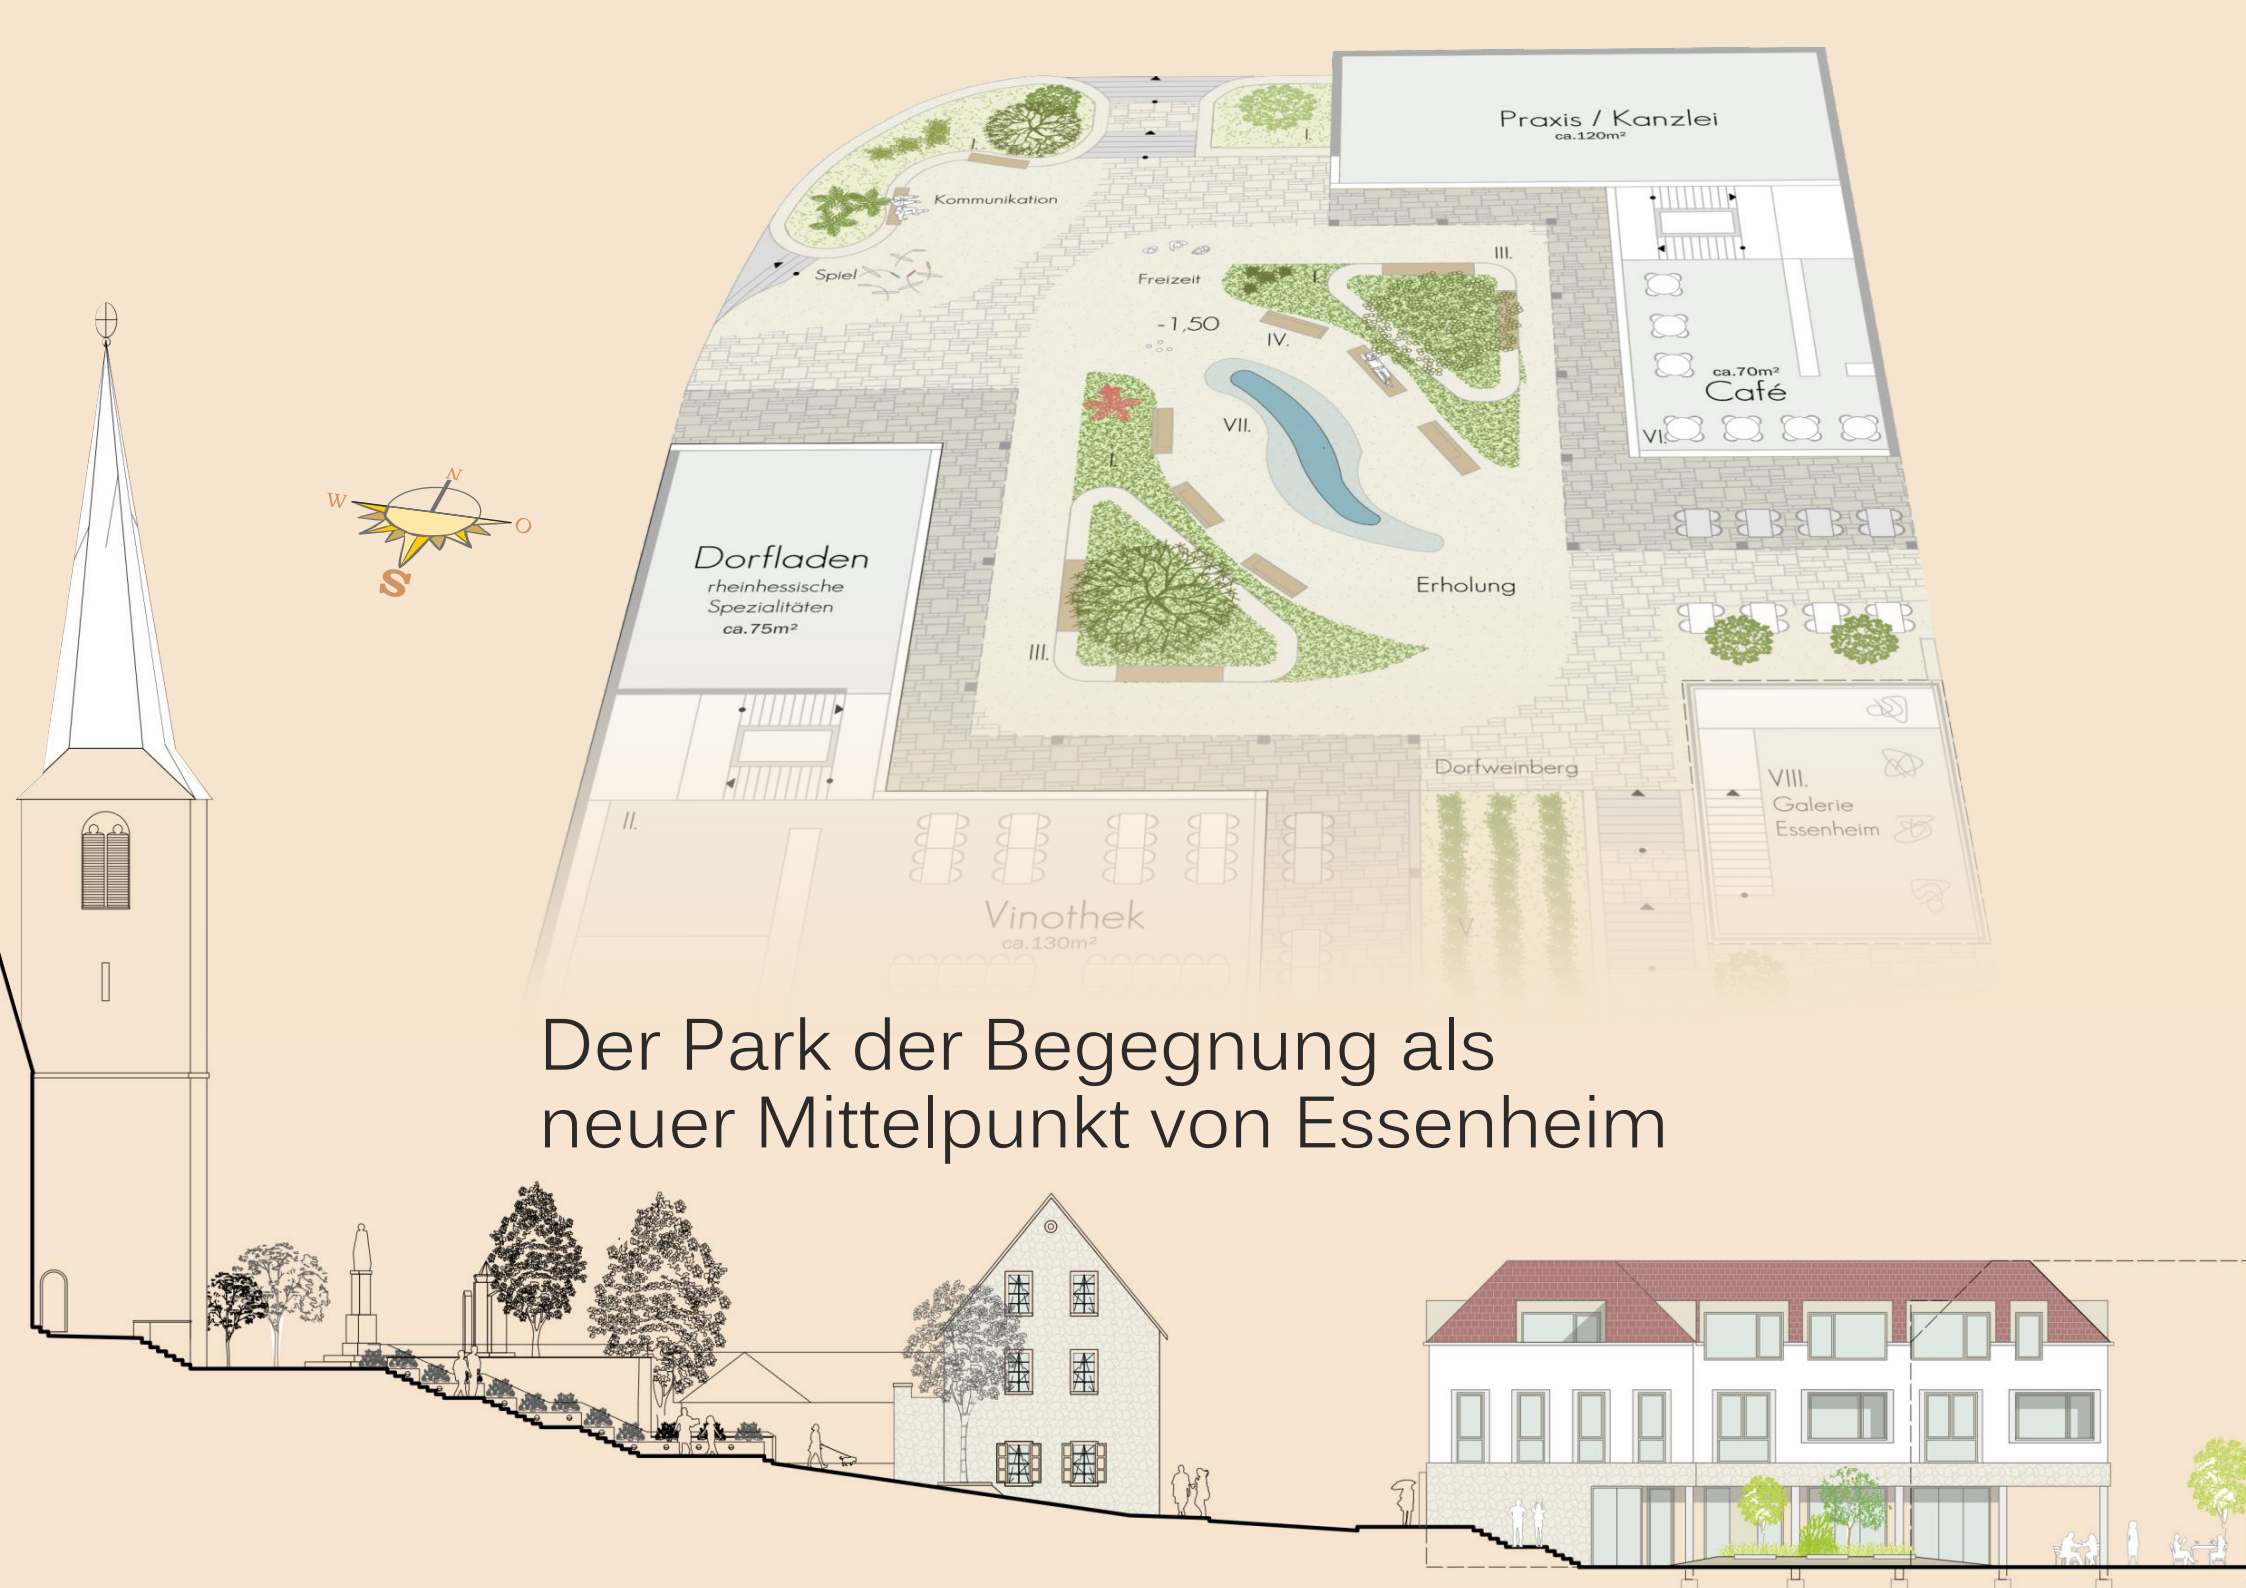 Praxis / Kanzlei
ca.120m²
I.
I.
Kommunikation
Spiel
Freizeit
I.
III.
-1,50
IV.
ca.70m²
Café
VI.
VII.
I.
N
W
O
S
Dorfladen
rheinhessische
Spezialitäten
ca.75m²
Erholung
III.
Dorfweinberg
VIII.
Galerie
Essenheim
II.
Vinothek
ca.130m²
V.
Der Park der Begegnung als
neuer Mittelpunkt von Essenheim